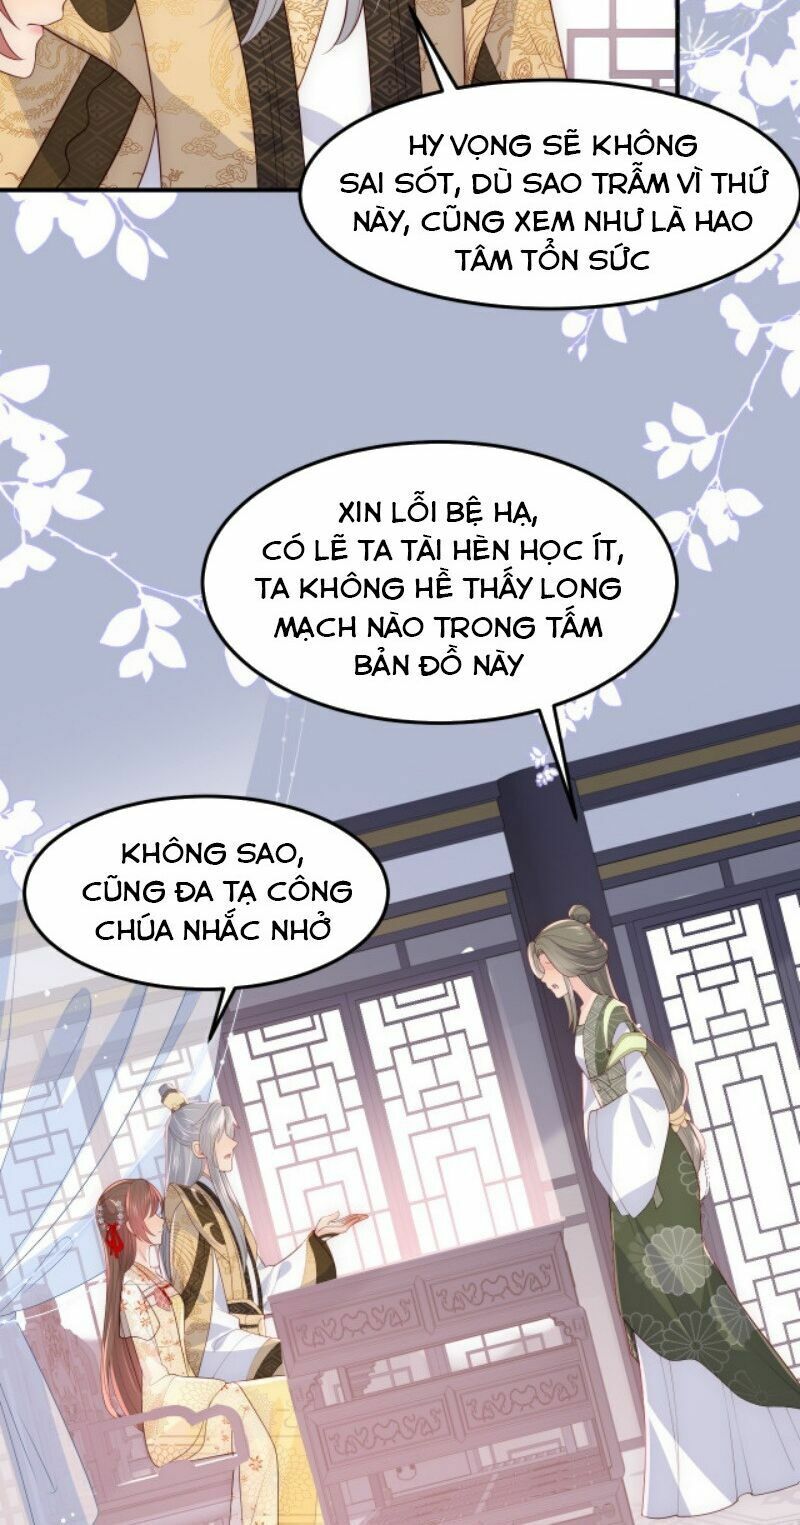 HY VỌNG SẼ KHÔNG
SAI SÓT, DÙ SAO TRẪM VÌ THỨ
NÀY, CŨNG XEM NHƯ LÀ HAO
TÂM TỔN SỨC
XIN LỖI BỆ HẠ,
CÓ LẼ TA TÀI HÈN HỌC ÍT,
TA KHÔNG HỀ THẤY LONG
MẠCH NÀO TRONG TẤM
BẢN ĐỒ NÀY
KHÔNG SAO,
CŨNG ĐA TẠ CÔNG
CHÚA NHẮC NHỞ